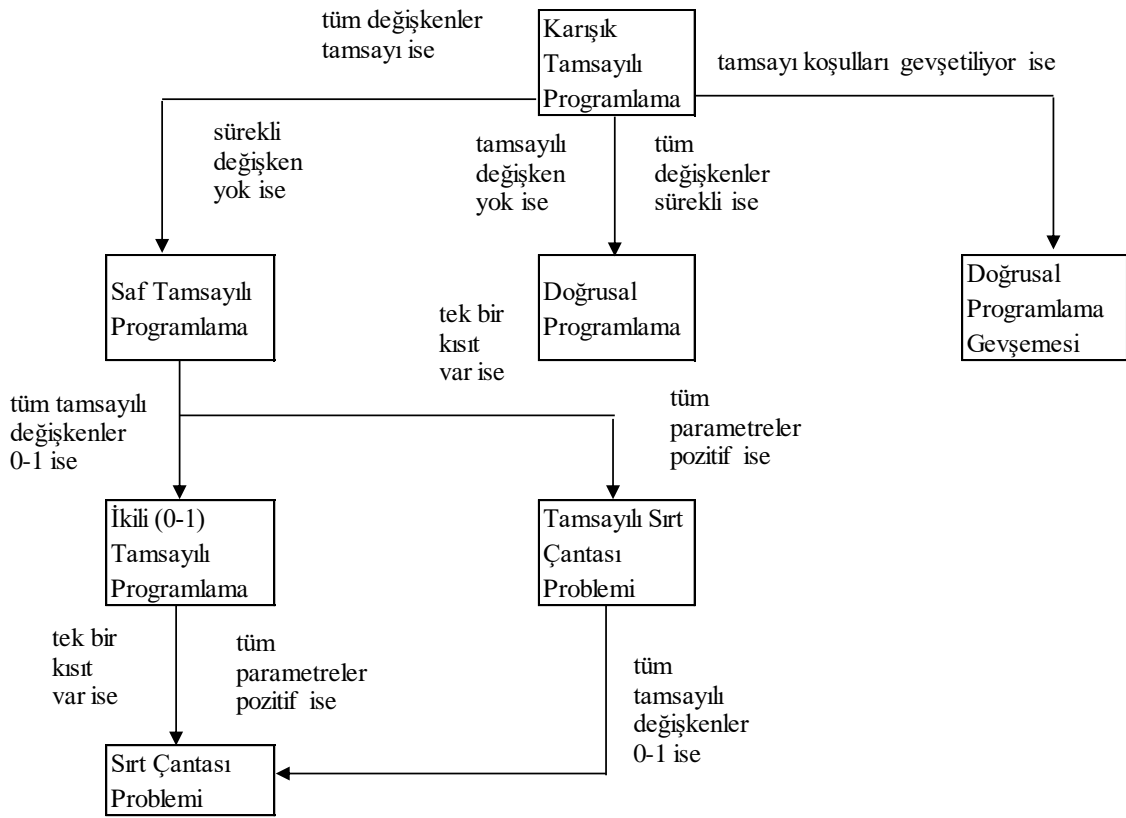 tüm değişkenler
tamsayı ise
Karışık
Tamsayılı
Programlama
tamsayı koşulları gevşetiliyor ise
sürekli
değişken
yok ise
tamsayılı
değişken
yok ise
tüm
değişkenler
sürekli ise
Saf Tamsayılı
Programlama
Doğrusal
Programlama
Doğrusal
Programlama
Gevşemesi
tek bir
kısıt
var ise
tüm tamsayılı
değişkenler
0-1 ise
tüm
parametreler
pozitif ise
İkili (0-1)
Tamsayılı
Programlama
Tamsayılı Sırt
Çantası
Problemi
tek bir
kısıt
var ise
tüm
parametreler
pozitif ise
tüm
tamsayılı
değişkenler
0-1 ise
Sırt Çantası
Problemi